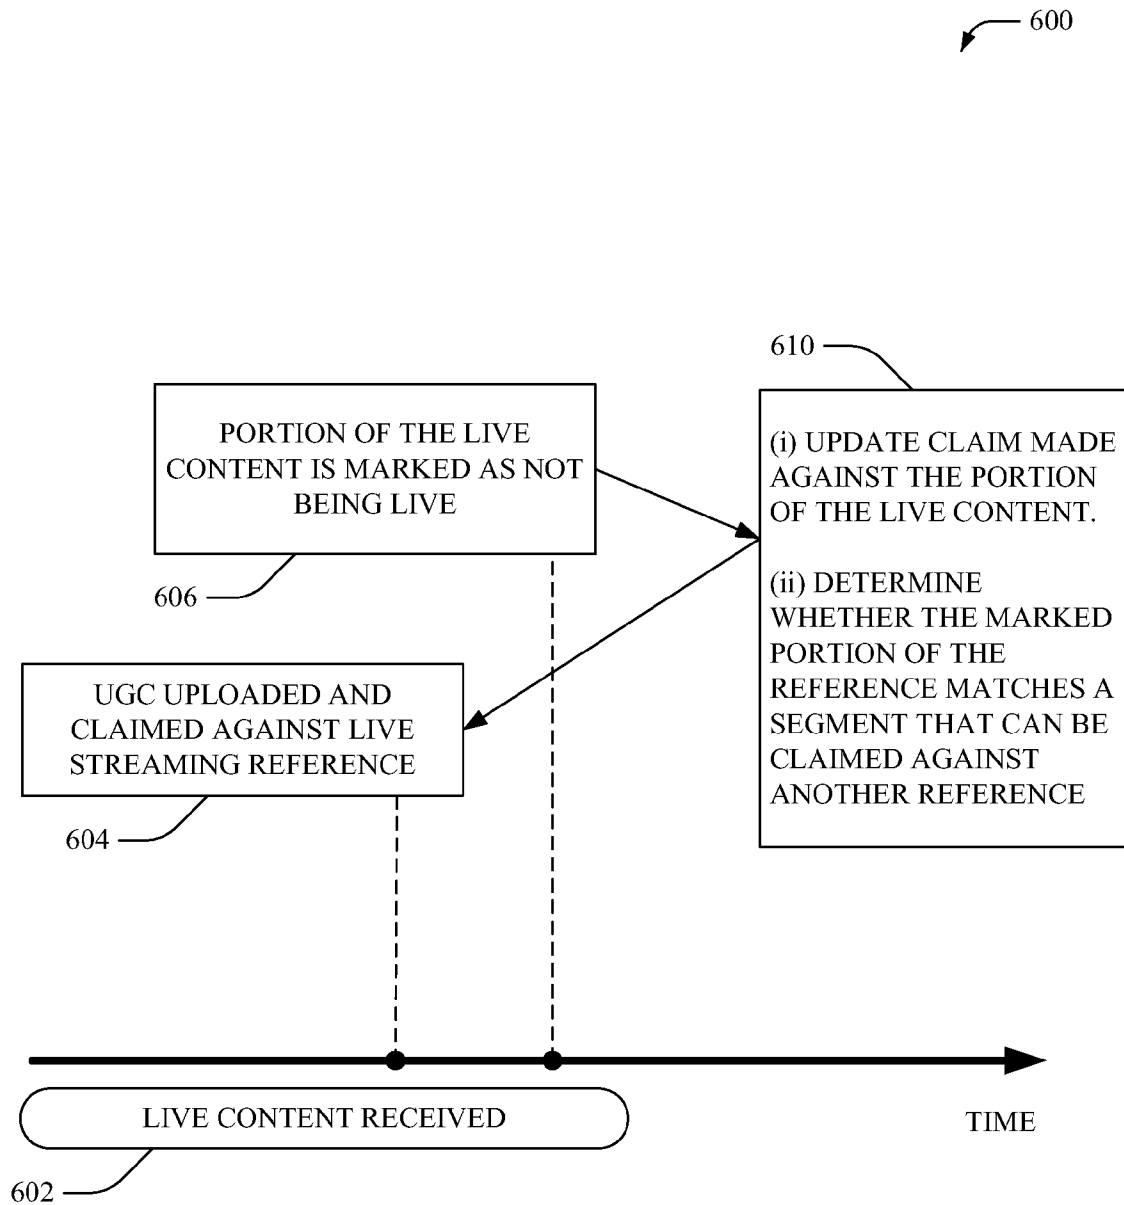 600
610
PORTION OF THE LIVE
CONTENT IS MARKED AS NOT
BEING LIVE
606
(i) UPDATE CLAIM MADE
AGAINST THE PORTION
OF THE LIVE CONTENT.
(ii) DETERMINE
WHETHER THE MARKED
PORTION OF THE
REFERENCE MATCHES A
SEGMENT THAT CAN BE
CLAIMED AGAINST
ANOTHER REFERENCE
UGC UPLOADED AND
CLAIMED AGAINST LIVE
STREAMING REFERENCE
604
LIVE CONTENT RECEIVED
TIME
602